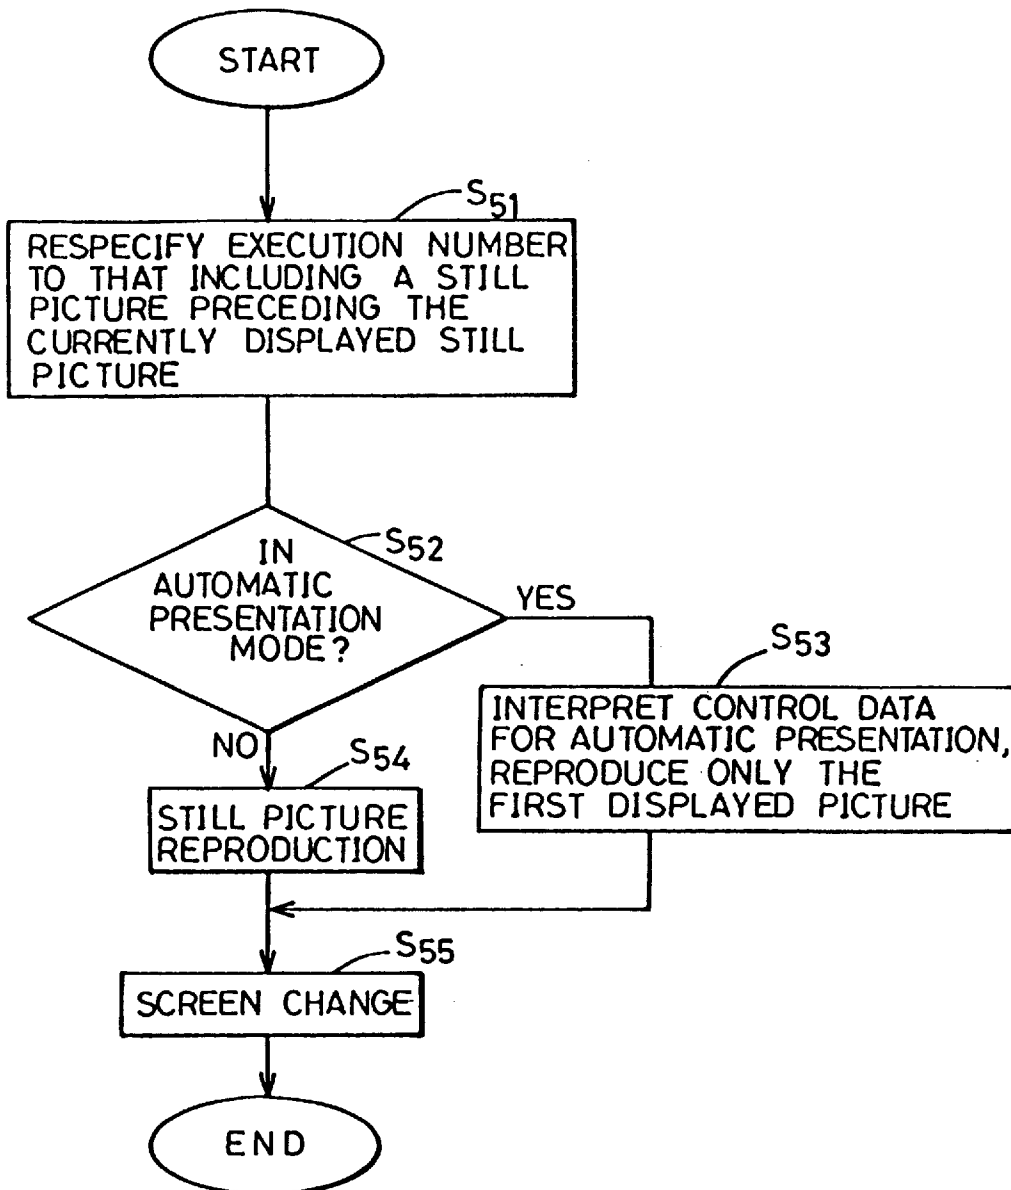 START
S51
RESPECIFY EXECUTION NUMBER
TO THAT INCLUDING A STILL
PICTURE PRECEDING THE
CURRENTLY DISPLAYED STILL
PICTURE
S52
IN
AUTOMATIC
PRESENTATION
MODE?
YES
S53
INTERPRET CONTROL DATA
FOR AUTOMATIC PRESENTATION,
REPRODUCE ONLY THE
FIRST DISPLAYED PICTURE
NO
S54
STILL PICTURE
REPRODUCTION
S55
SCREEN CHANGE
END